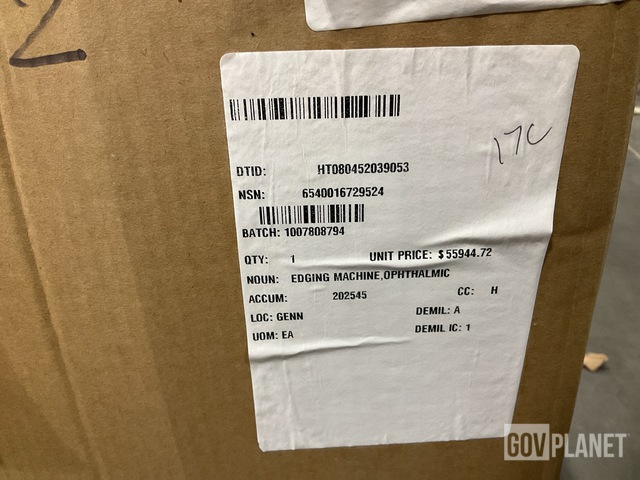 2
17C
DTID: HT080452039053
NSN: 6540016729524
BATCH: 1007808794
QTY: 1 UNIT PRICE: $55944.72
NOUN: EDGING MACHINE,OPHTHALMIC
ACCUM: 202545 CC: H
LOC: GENN DEMIL: A
UOM: EA DEMIL IC: 1
GOVPLANET